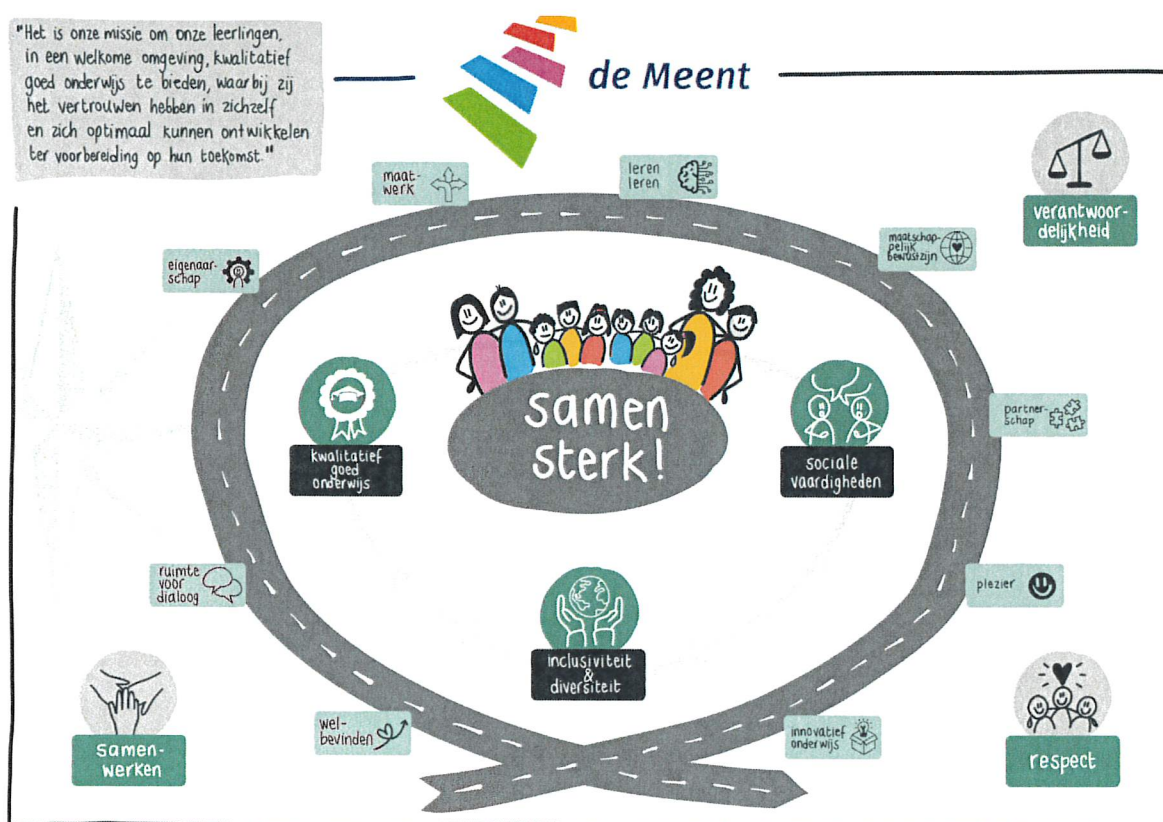 "Het is onze missie om onze leerlingen,
in een welkome omgeving, kwalitatief
goed onderwijs te bieden, waarbij zij
het vertrouwen hebben in zichzelf
en zich optimaal kunnen ontwikkelen
ter voorbereiding op hun toekomst."
de Meent
maat-
werk
leren
leren
verantwoor-
delijkheid
eigenaar-
schap
maatschap-
pelijk
bewustzijn
samen
sterk!
kwalitatief
goed
onderwijs
sociale
vaardigheden
partner-
schap
ruimte
voor
dialoog
plezier
inclusiviteit
&
diversiteit
wel-
bevinden
innovatief
onderwijs
samen-
werken
respect